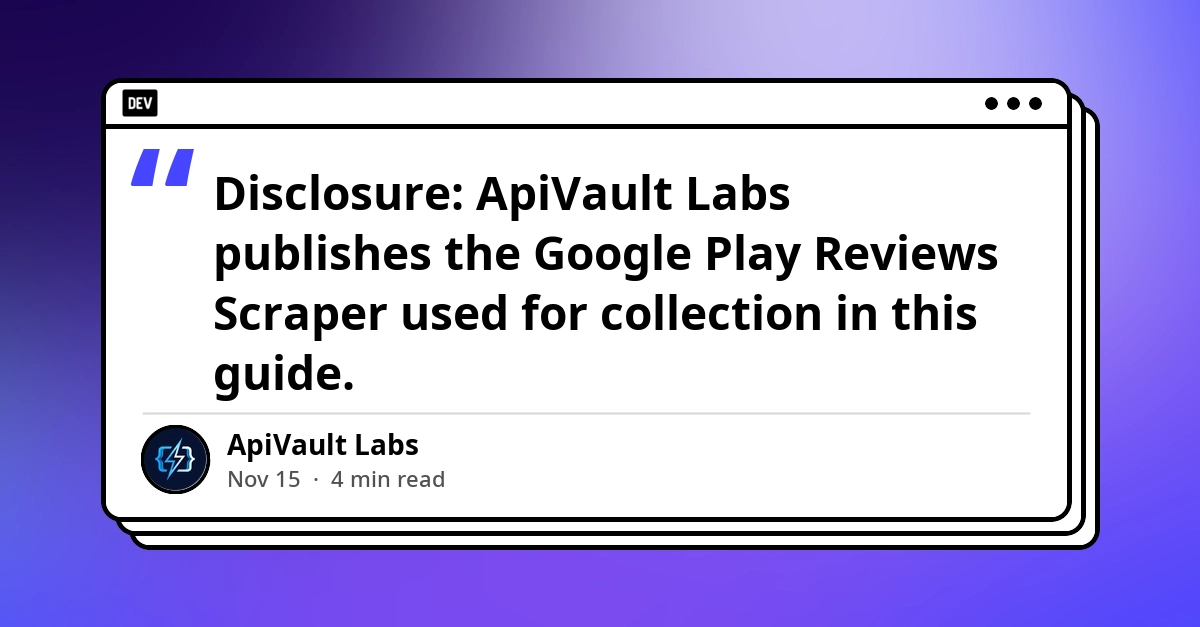 DEV
“
Disclosure: ApiVault Labs
publishes the Google Play Reviews
Scraper used for collection in this
guide.
ApiVault Labs
Nov 15 · 4 min read